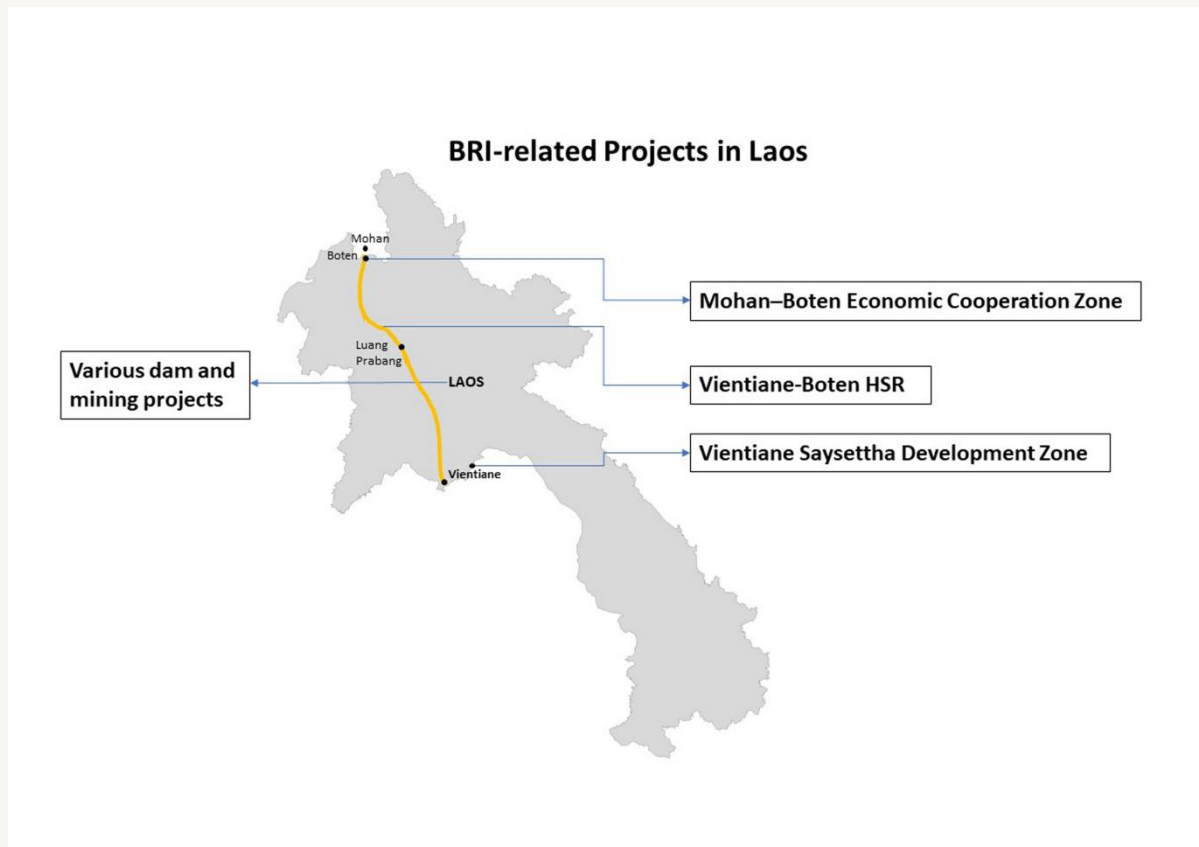 BRI-related Projects in Laos
Mohan
Boten
Mohan–Boten Economic Cooperation Zone
Luang
Prabang
Various dam and
mining projects
LAOS
Vientiane-Boten HSR
Vientiane Saysettha Development Zone
Vientiane